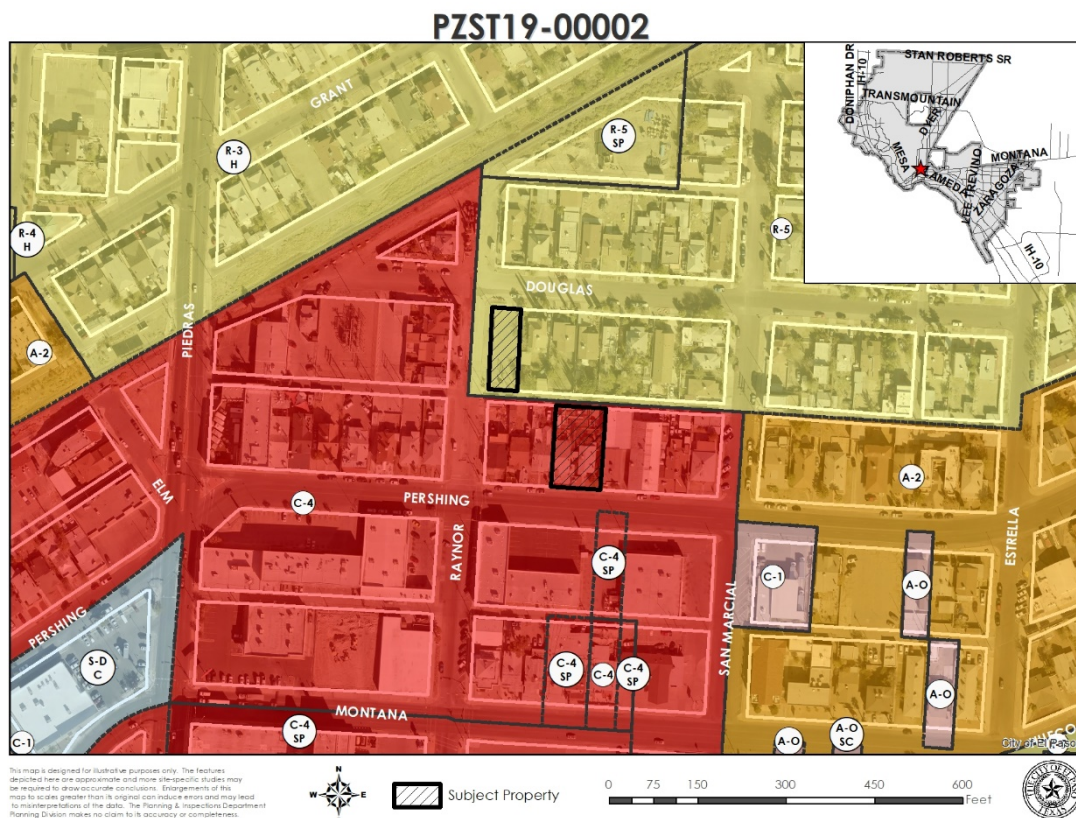 PZST19-00002
STAN ROBERTS SR
DONIPHAN DR
IH-10
TRANSMOUNTAIN
DYER
MESA
MONTANA
ALAMEDA
LEE TREVINO
ZARAGOZA
IH-10
GRANT
R-3
H
R-5
SP
R-4
H
R-5
DOUGLAS
PIEDRAS
A-2
ELM
PERSHING
C-4
RAYNOR
A-2
C-4
SP
C-1
A-O
ESTRELLA
SAN MARCIAL
PERSHING
S-D
C
C-4
SP
C-4
C-4
SP
A-O
MONTANA
C-4
SP
C-1
A-O
A-O
SC
City of El Paso
This map is designed for illustrative purposes only. The features
depicted here are approximate and more site-specific studies may
be required to draw accurate conclusions. Enlargements of this
map to scales greater than its original can induce errors and may lead
to misinterpretations of the data. The Planning & Inspections Department
Planning Division makes no claim to its accuracy or completeness.
N
W E
S
Subject Property
0 75 150 300 450 600
Feet